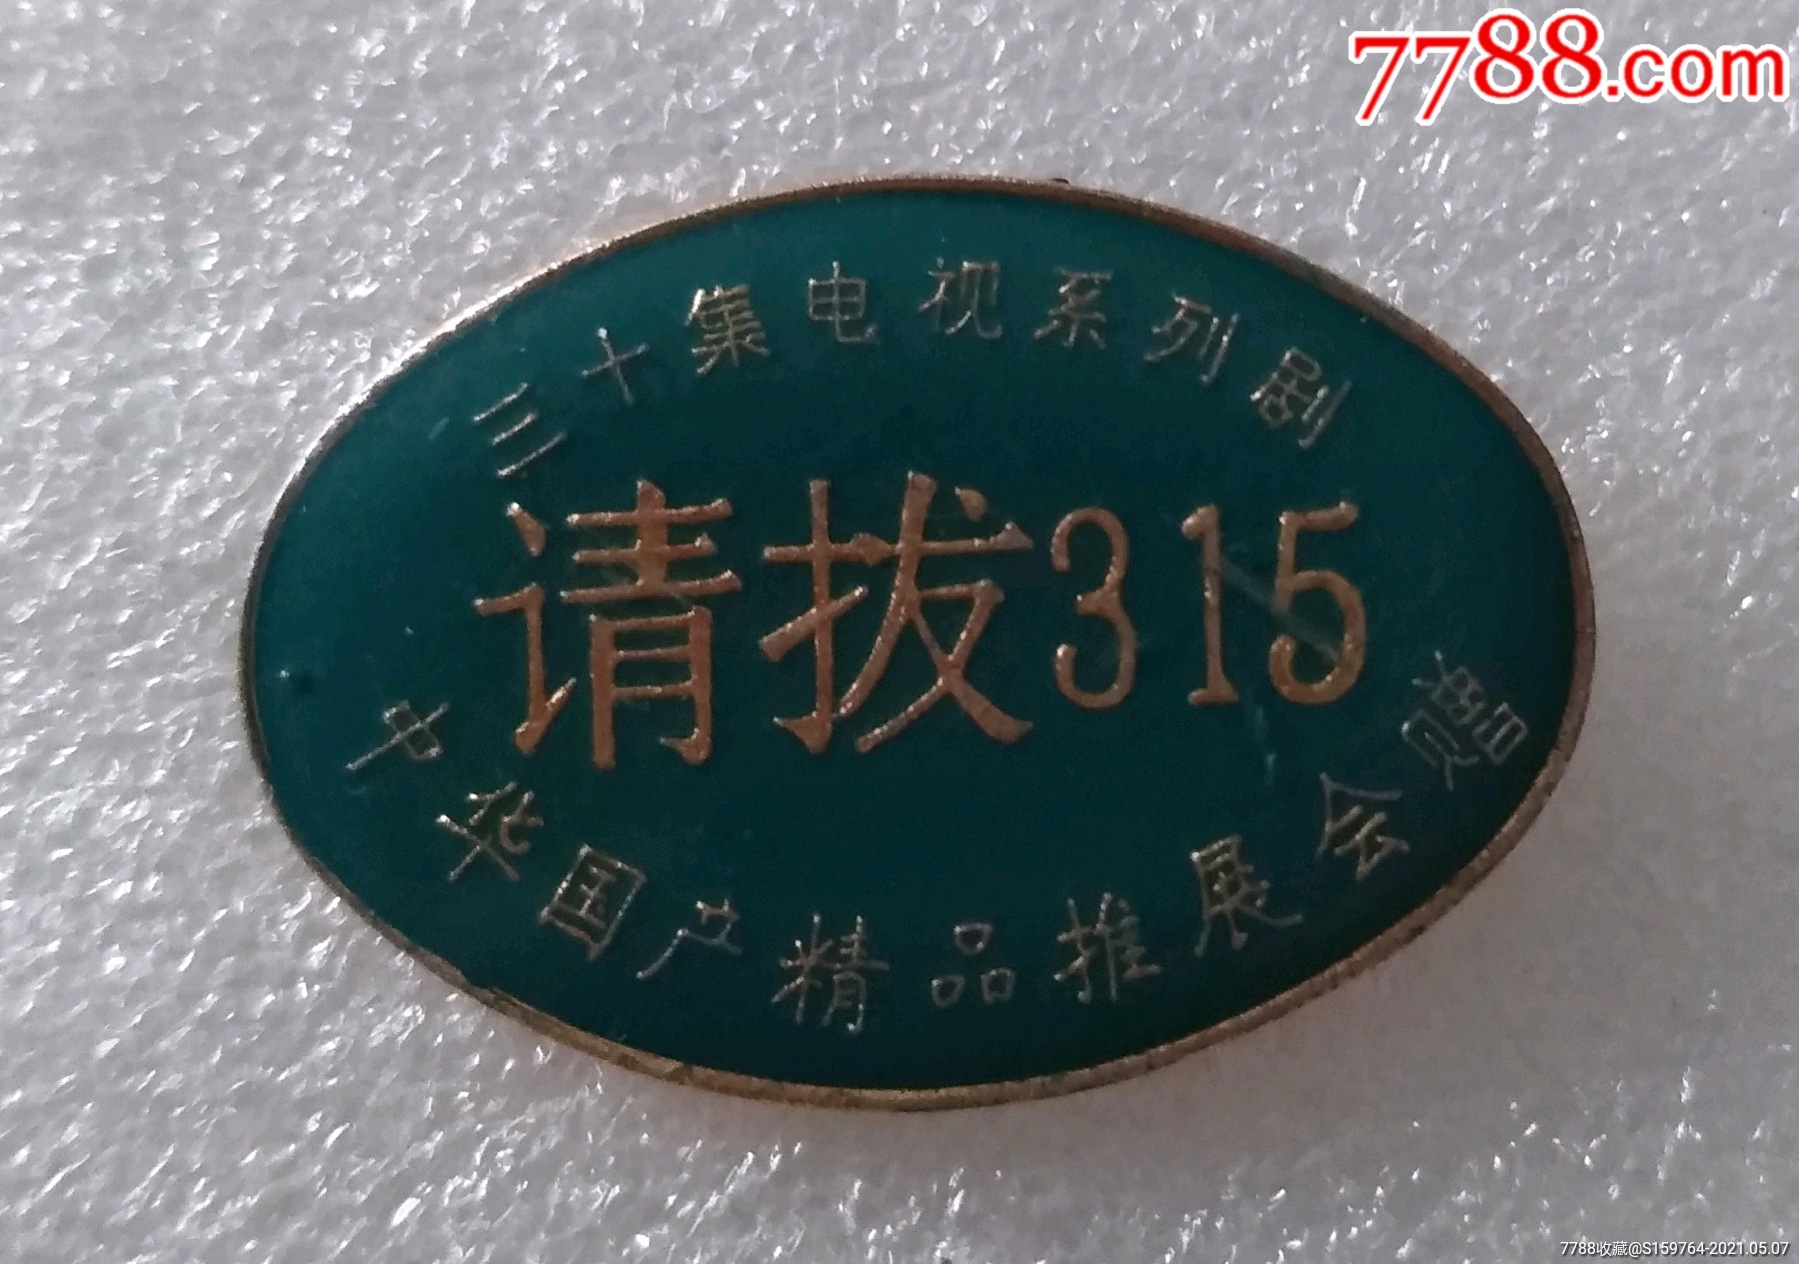 7788.com
三十集电视系列剧
请拔315
中华国产精品推展会赠
7788收藏@S159764-2021.05.07